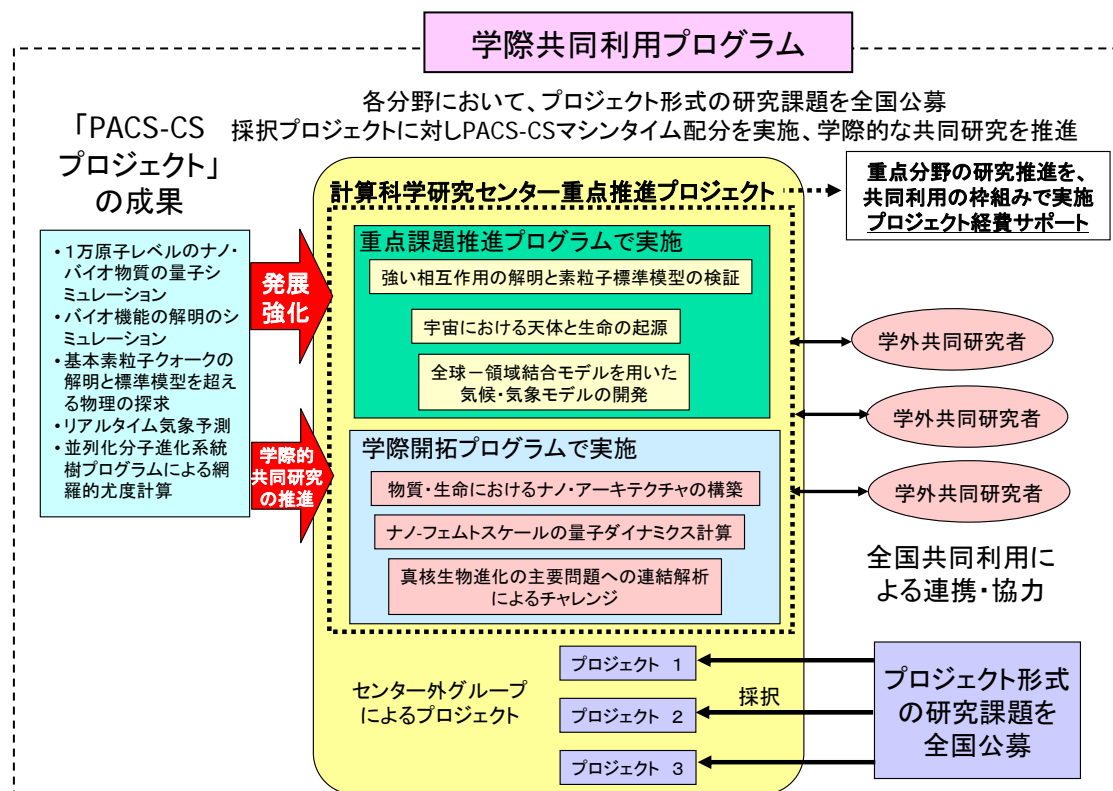 学際共同利用プログラム
各分野において、プロジェクト形式の研究課題を全国公募
採択プロジェクトに対しPACS-CSマシンタイム配分を実施、学際的な共同研究を推進
「PACS-CS
プロジェクト」
の成果
・1万原子レベルのナノ・
バイオ物質の量子シ
ミュレーション
・バイオ機能の解明のシ
ミュレーション
・基本素粒子クォークの
解明と標準模型を超え
る物理の探求
・リアルタイム気象予測
・並列化分子進化系統
樹プログラムによる網
羅的尤度計算
発展
強化
学際的
共同研究
の推進
計算科学研究センター重点推進プロジェクト
重点課題推進プログラムで実施
強い相互作用の解明と素粒子標準模型の検証
宇宙における天体と生命の起源
全球－領域結合モデルを用いた
気候・気象モデルの開発
学際開拓プログラムで実施
物質・生命におけるナノ・アーキテクチャの構築
ナノ-フェムトスケールの量子ダイナミクス計算
真核生物進化の主要問題への連結解析
によるチャレンジ
センター外グループ
によるプロジェクト
プロジェクト 1
プロジェクト 2
プロジェクト 3
採択
重点分野の研究推進を、
共同利用の枠組みで実施
プロジェクト経費サポート
学外共同研究者
学外共同研究者
学外共同研究者
全国共同利用に
よる連携・協力
プロジェクト形式
の研究課題を
全国公募